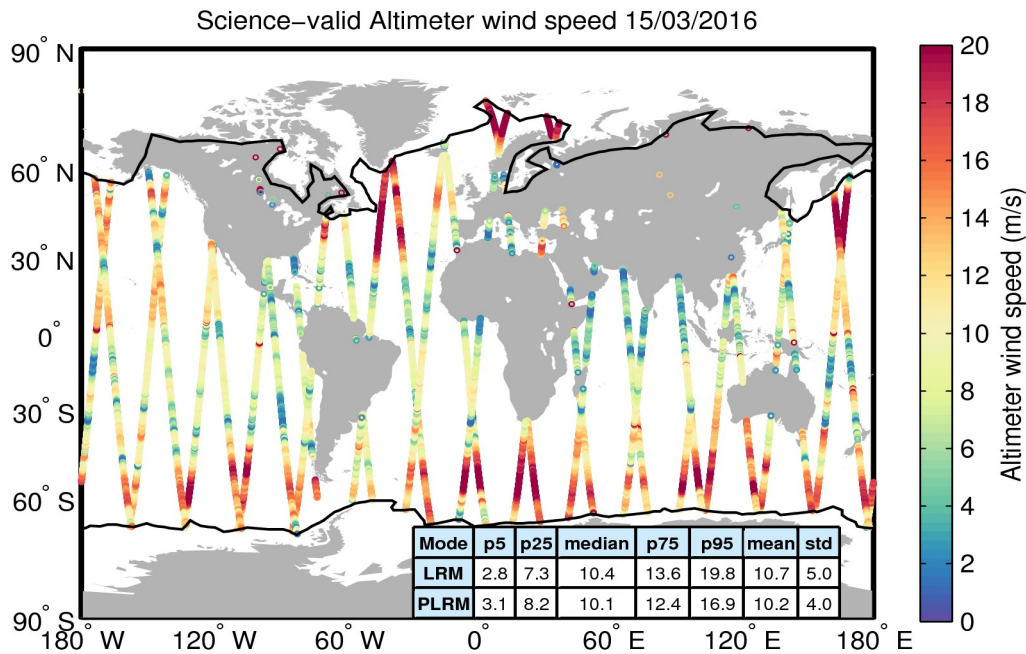 Science−valid Altimeter wind speed 15/03/2016
90° N
60° N
30° N
0°
30° S
60° S
90° S
180° W
120° W
60° W
0°
60° E
120° E
180° E
Mode p5 p25 median p75 p95 mean std
LRM 2.8 7.3 10.4 13.6 19.8 10.7 5.0
PLRM 3.1 8.2 10.1 12.4 16.9 10.2 4.0
20
18
16
14
12
10
8
6
4
2
0
Altimeter wind speed (m/s)